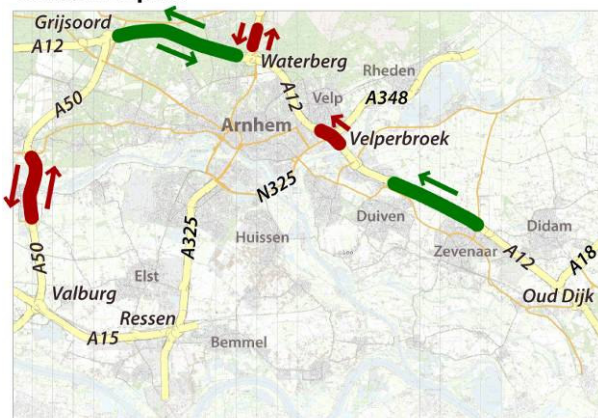 Grijsoord
A12
Waterberg
Rheden
A50
A12
Velp
A348
Arnhem
Velperbroek
N325
Duiven
A325
Huissen
Didam
Zevenaar
A12
A18
A50
Elst
Oud Dijk
Valburg
Ressen
A15
Bemmel